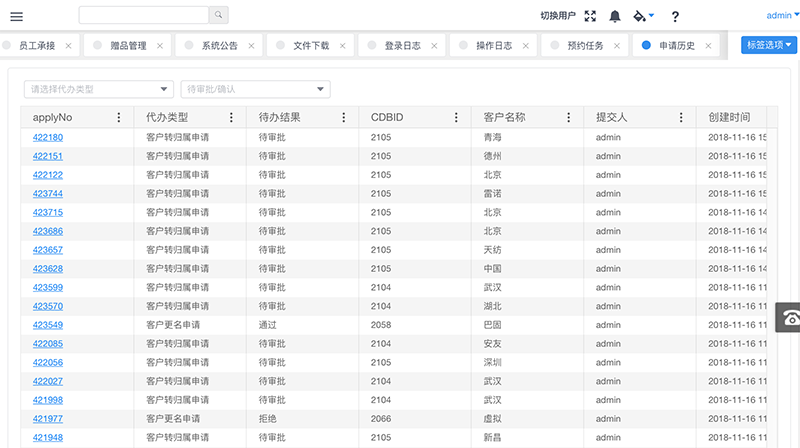 切换用户 ? admin
员工承接 × 赠品管理 × 系统公告 × 文件下载 × 登录日志 × 操作日志 × 预约任务 × 申请历史 × 标签选项
请选择代办类型 待审批/确认
applyNo 代办类型 待办结果 CDBID 客户名称 提交人 创建时间
422180 客户转归属申请 待审批 2105 青海 admin 2018-11-16 15
422151 客户转归属申请 待审批 2105 德州 admin 2018-11-16 15
422122 客户转归属申请 待审批 2105 北京 admin 2018-11-16 15
423744 客户转归属申请 待审批 2105 雷诺 admin 2018-11-16 15
423715 客户转归属申请 待审批 2105 北京 admin 2018-11-16 14
423686 客户转归属申请 待审批 2105 北京 admin 2018-11-16 14
423657 客户转归属申请 待审批 2105 天纺 admin 2018-11-16 14
423628 客户转归属申请 待审批 2105 中国 admin 2018-11-16 14
423599 客户转归属申请 待审批 2104 武汉 admin 2018-11-16 11
423570 客户转归属申请 待审批 2104 湖北 admin 2018-11-16 11
423549 客户更名申请 通过 2058 巴固 admin 2018-11-16 11
422085 客户转归属申请 待审批 2104 安友 admin 2018-11-16 11
422056 客户转归属申请 待审批 2105 深圳 admin 2018-11-16 11
422027 客户转归属申请 待审批 2104 武汉 admin 2018-11-16 11
421998 客户转归属申请 待审批 2104 武汉 admin 2018-11-16 11
421977 客户更名申请 拒绝 2066 虚拟 admin 2018-11-16 11
421948 客户转归属申请 待审批 2105 新昌 admin 2018-11-16 11